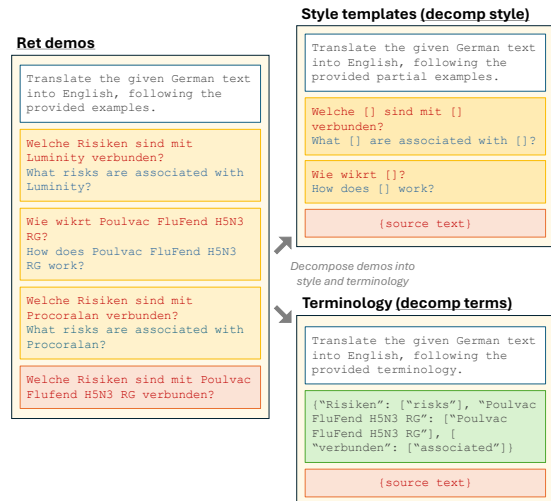 Ret demos
Translate the given German text
into English, following the
provided examples.
Welche Risiken sind mit
Luminity verbunden?
What risks are associated with
Luminity?
Wie wikrt Poulvac FluFend H5N3
RG?
How does Poulvac FluFend H5N3
RG work?
Welche Risiken sind mit
Procoralan verbunden?
What risks are associated with
Procoralan?
Welche Risiken sind mit Poulvac
Flufend H5N3 RG verbunden?
Decompose demos into
style and terminology
Style templates (decomp style)
Translate the given German text
into English, following the
provided partial examples.
Welche [] sind mit []
verbunden?
What [] are associated with []?
Wie wikrt []?
How does [] work?
{source text}
Terminology (decomp terms)
Translate the given German text
into English, following the
provided terminology.
{“Risiken”: [“risks”], “Poulvac
FluFend H5N3 RG”: [“Poulvac
FluFend H5N3 RG”], [
“verbunden”: [“associated”]}
{source text}